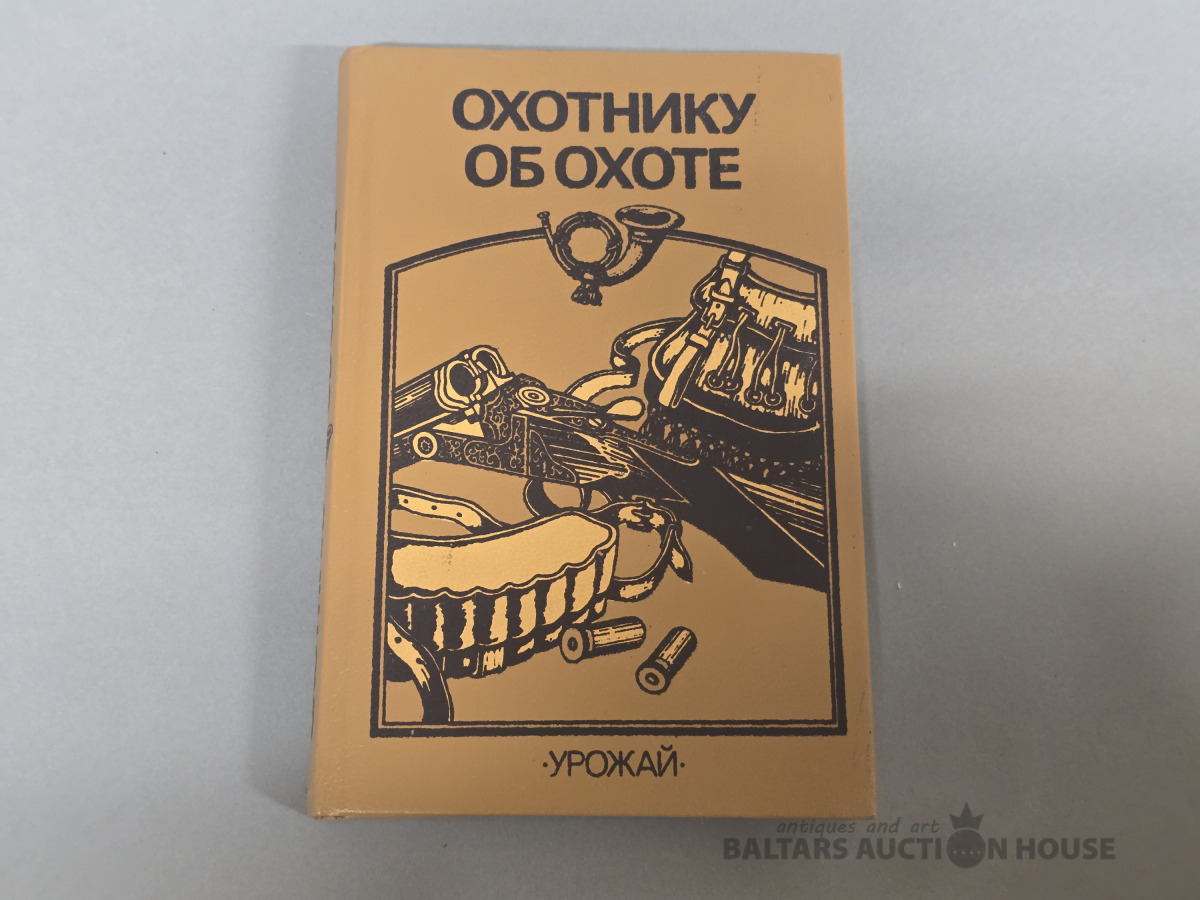 ОХОТНИКУ
ОБ ОХОТЕ
·УРОЖАЙ·
antiques and art
BALTARS AUCTION HOUSE